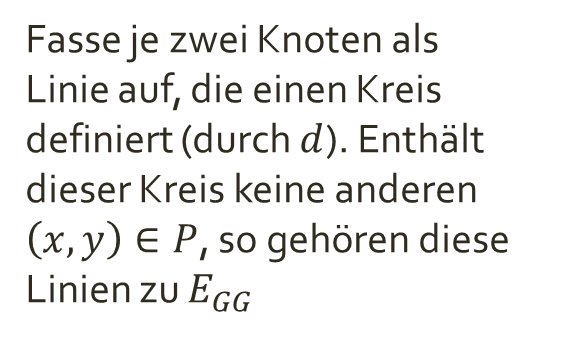 Fasse je zwei Knoten als
Linie auf, die einen Kreis
definiert (durch 𝑑). Enthält
dieser Kreis keine anderen
(𝑥, 𝑦) ∈ 𝑃, so gehören diese
Linien zu 𝐸𝐺𝐺